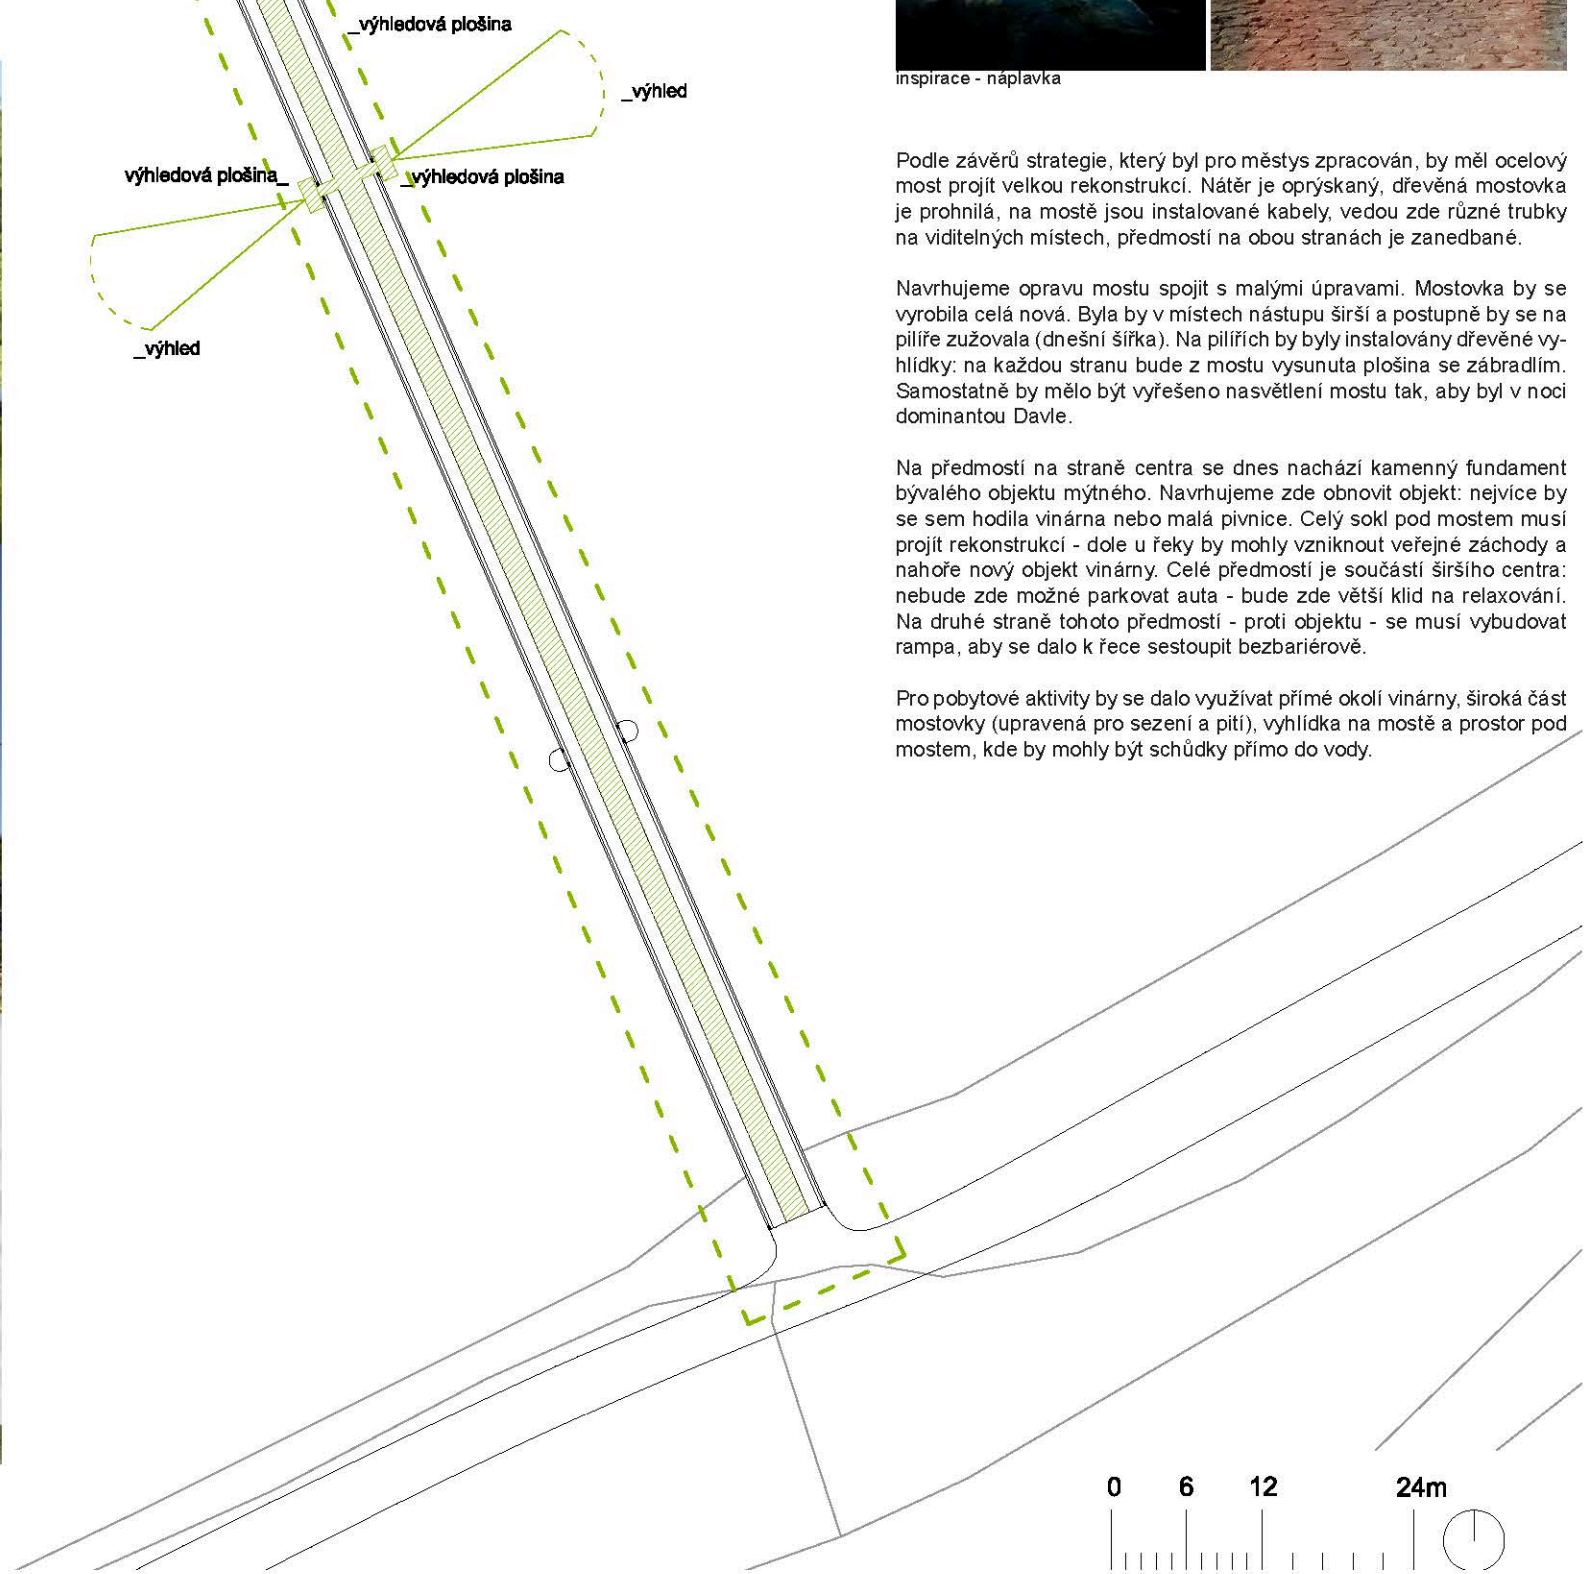 _výhledová plošina
_výhled
výhledová plošina_
_výhledová plošina
_výhled
inspirace - náplavka
Podle závěrů strategie, který byl pro městys zpracován, by měl ocelový
most projít velkou rekonstrukcí. Nátěr je oprýskaný, dřevěná mostovka
je prohnilá, na mostě jsou instalované kabely, vedou zde různé trubky
na viditelných místech, předmostí na obou stranách je zanedbané.
Navrhujeme opravu mostu spojit s malými úpravami. Mostovka by se
vyrobila celá nová. Byla by v místech nástupu širší a postupně by se na
pilíře zužovala (dnešní šířka). Na pilířích by byly instalovány dřevěné vy-
hlídky: na každou stranu bude z mostu vysunuta plošina se zábradlím.
Samostatně by mělo být vyřešeno nasvětlení mostu tak, aby byl v noci
dominantou Davle.
Na předmostí na straně centra se dnes nachází kamenný fundament
bývalého objektu mýtného. Navrhujeme zde obnovit objekt: nejvíce by
se sem hodila vinárna nebo malá pivnice. Celý sokl pod mostem musí
projít rekonstrukcí - dole u řeky by mohly vzniknout veřejné záchody a
nahoře nový objekt vinárny. Celé předmostí je součástí širšího centra:
nebude zde možné parkovat auta - bude zde větší klid na relaxování.
Na druhé straně tohoto předmostí - proti objektu - se musí vybudovat
rampa, aby se dalo k řece sestoupit bezbariérově.
Pro pobytové aktivity by se dalo využívat přímé okolí vinárny, široká část
mostovky (upravená pro sezení a pití), vyhlídka na mostě a prostor pod
mostem, kde by mohly být schůdky přímo do vody.
0 6 12 24m